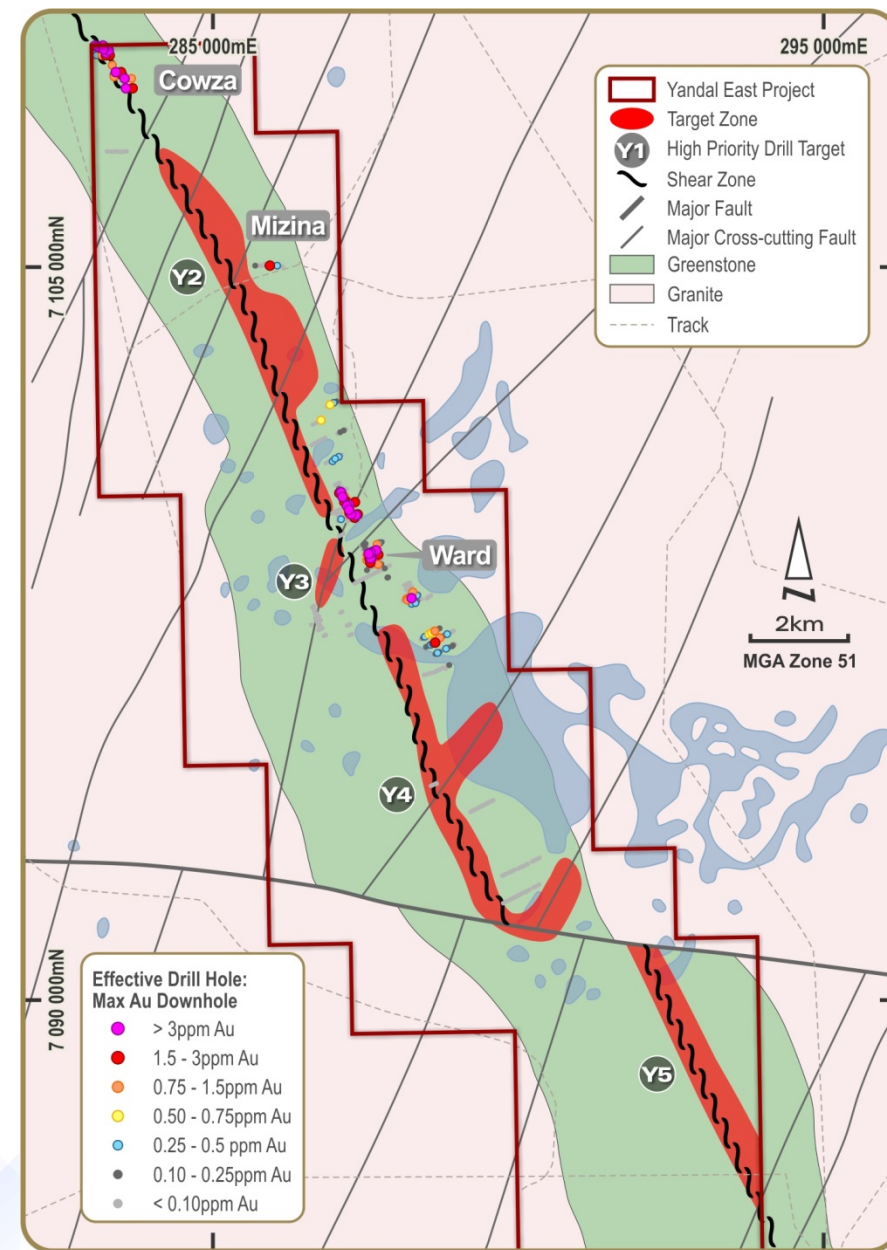 285 000mE
295 000mE
Cowza
Yandal East Project
Target Zone
Y1 High Priority Drill Target
Shear Zone
Major Fault
Major Cross-cutting Fault
Greenstone
Granite
Track
Mizina
7 105 000mN
Y2
Ward
Y3
N
2km
MGA Zone 51
Y4
7 090 000mN
Effective Drill Hole:
Max Au Downhole
> 3ppm Au
1.5 - 3ppm Au
0.75 - 1.5ppm Au
0.50 - 0.75ppm Au
0.25 - 0.5 ppm Au
0.10 - 0.25ppm Au
< 0.10ppm Au
Y5